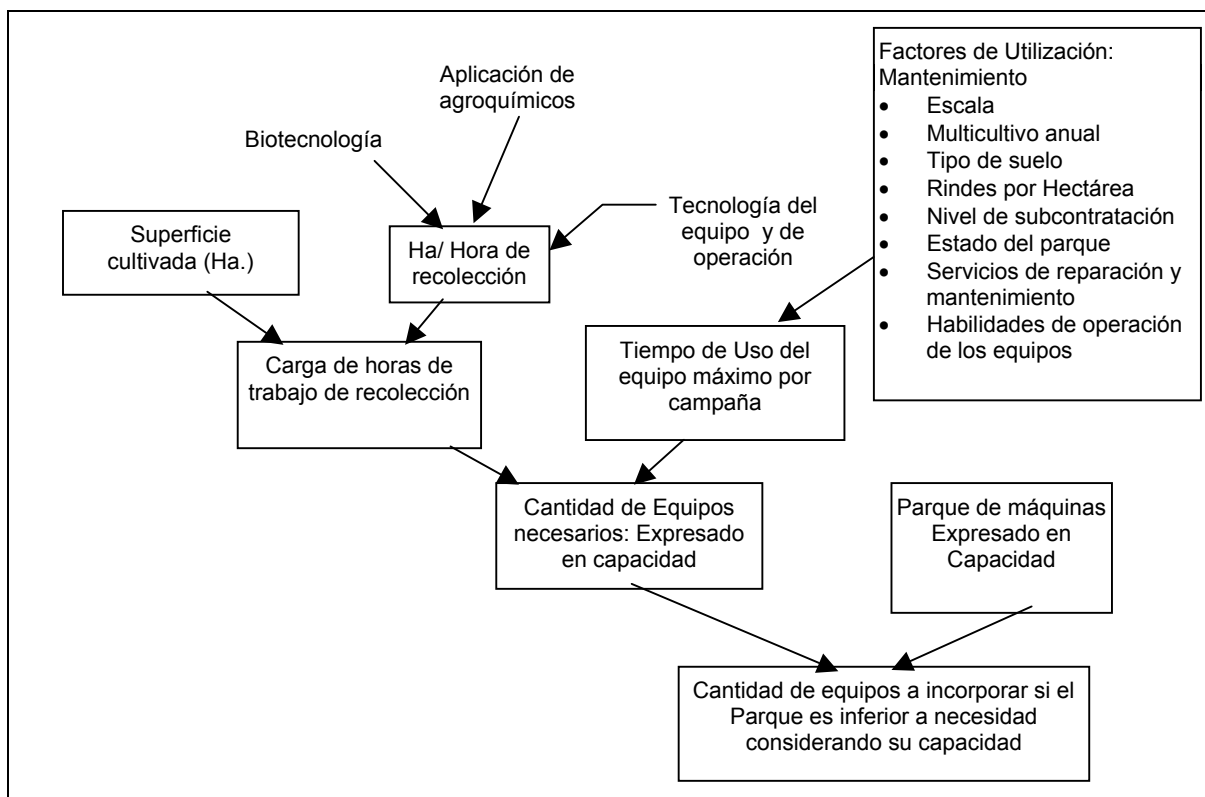 Aplicación de
agroquímicos
Biotecnología
Superficie
cultivada (Ha.)
Ha/ Hora de
recolección
Tecnología del
equipo y de
operación
Factores de Utilización:
Mantenimiento
• Escala
• Multicultivo anual
• Tipo de suelo
• Rindes por Hectárea
• Nivel de subcontratación
• Estado del parque
• Servicios de reparación y
mantenimiento
• Habilidades de operación
de los equipos
Carga de horas de
trabajo de recolección
Tiempo de Uso del
equipo máximo por
campaña
Cantidad de Equipos
necesarios: Expresado
en capacidad
Parque de máquinas
Expresado en
Capacidad
Cantidad de equipos a incorporar si el
Parque es inferior a necesidad
considerando su capacidad